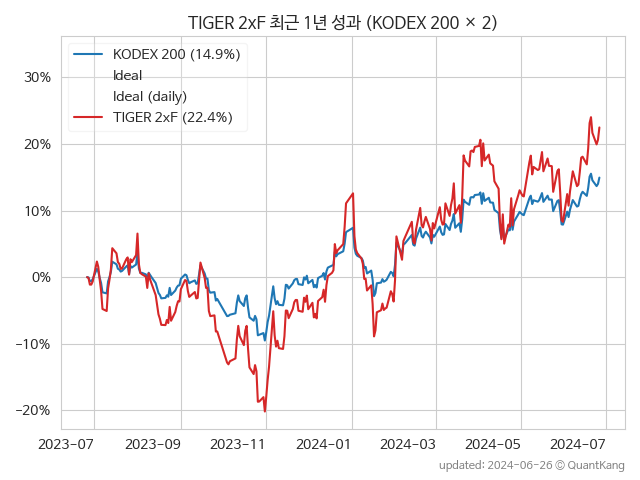 TIGER 2xF 최근 1년 성과 (KODEX 200 × 2)
KODEX 200 (14.9%)
Ideal
Ideal (daily)
TIGER 2xF (22.4%)
30%
20%
10%
0%
−10%
−20%
2023-07 2023-09 2023-11 2024-01 2024-03 2024-05 2024-07
updated: 2024-06-26 © QuantKang